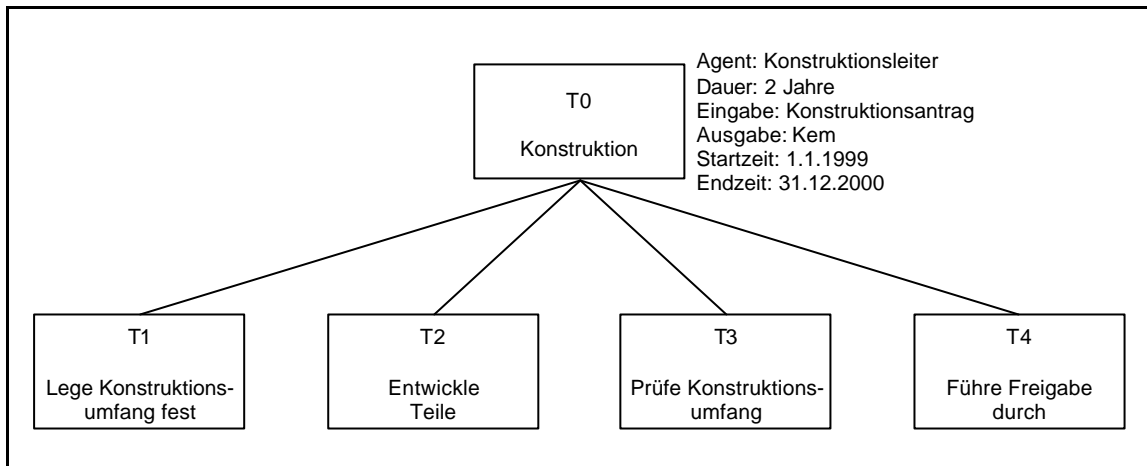 T0
Konstruktion
Agent: Konstruktionsleiter
Dauer: 2 Jahre
Eingabe: Konstruktionsantrag
Ausgabe: Kem
Startzeit: 1.1.1999
Endzeit: 31.12.2000
T1
Lege Konstruktions-
umfang fest
T2
Entwickle
Teile
T3
Prüfe Konstruktions-
umfang
T4
Führe Freigabe
durch